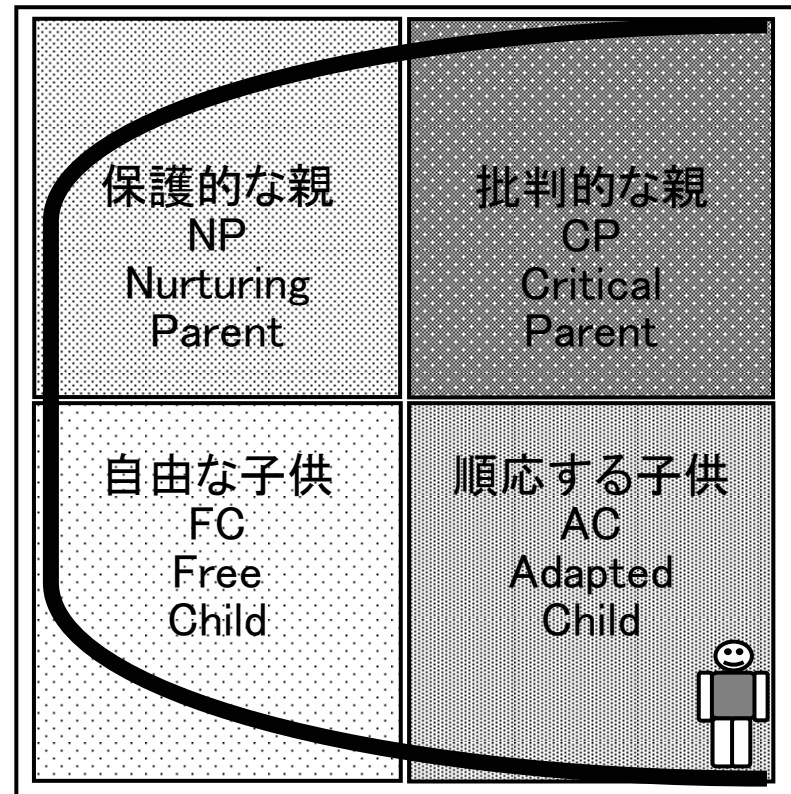 保護的な親
NP
Nurturing
Parent
批判的な親
CP
Critical
Parent
自由な子供
FC
Free
Child
順応する子供
AC
Adapted
Child